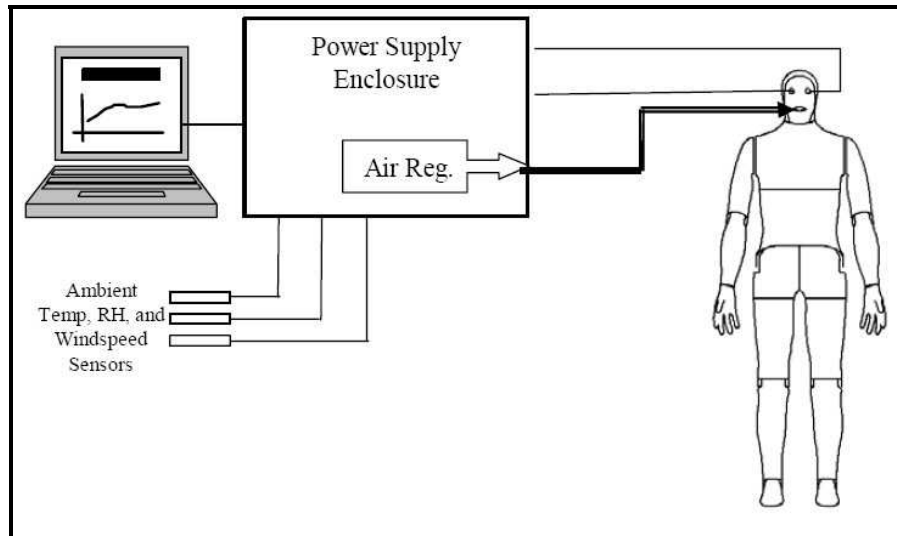 Power Supply
Enclosure
Air Reg.
Ambient
Temp, RH, and
Windspeed
Sensors